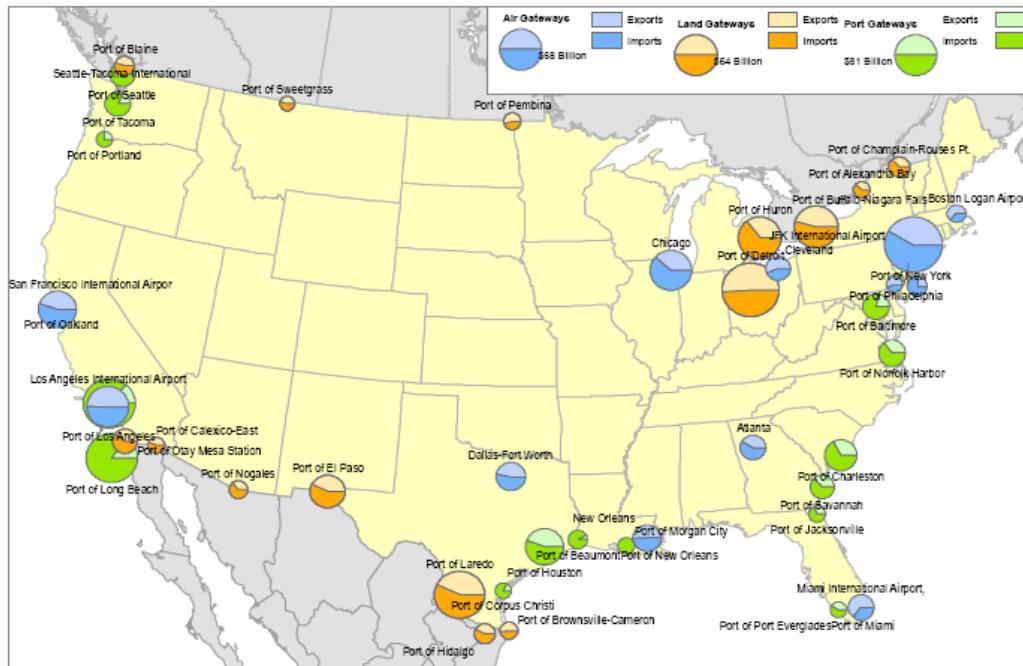 Air Gateways
Exports
Imports
$68 Billion
Land Gateways
Exports
Imports
$64 Billion
Port Gateways
Exports
Imports
$81 Billion
Port of Blaine
Seattle-Tacoma International
Port of Seattle
Port of Tacoma
Port of Portland
Port of Sweetgrass
Port of Pembina
Port of Champlain-Rouses Pt.
Port of Alexandria Bay
Port of Buffalo-Niagara Falls
Boston Logan Airport
Port of Huron
JFK International Airport
Chicago
Port of Detroit
Cleveland
Port of New York
Port of Philadelphia
Port of Baltimore
Port of Norfolk Harbor
San Francisco International Airpor
Port of Oakland
Los Angeles International Airport
Port of Los Angeles
Port of Calexico-East
Port of Otay Mesa Station
Port of Long Beach
Port of Nogales
Port of El Paso
Dallas-Fort Worth
Atlanta
Port of Charleston
Port of Savannah
Port of Jacksonville
New Orleans
Port of Morgan City
Port of Beaumont
Port of New Orleans
Port of Houston
Port of Laredo
Port of Corpus Christi
Port of Brownsville-Cameron
Port of Hidalgo
Miami International Airport,
Port of Port Everglades
Port of Miami